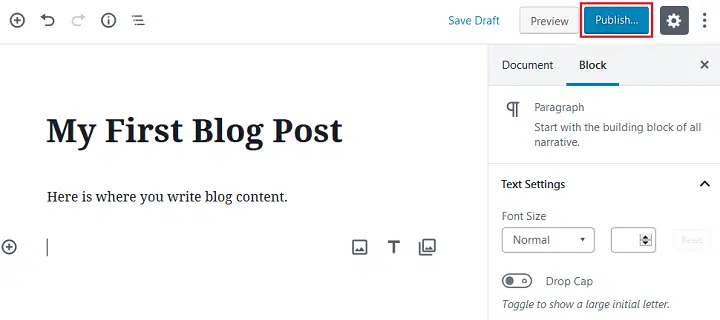 Save Draft
Preview
Publish...
Document
Block
Paragraph
Start with the building block of all
narrative.
My First Blog Post
Here is where you write blog content.
Text Settings
Font Size
Normal
Reset
Drop Cap
Toggle to show a large initial letter.